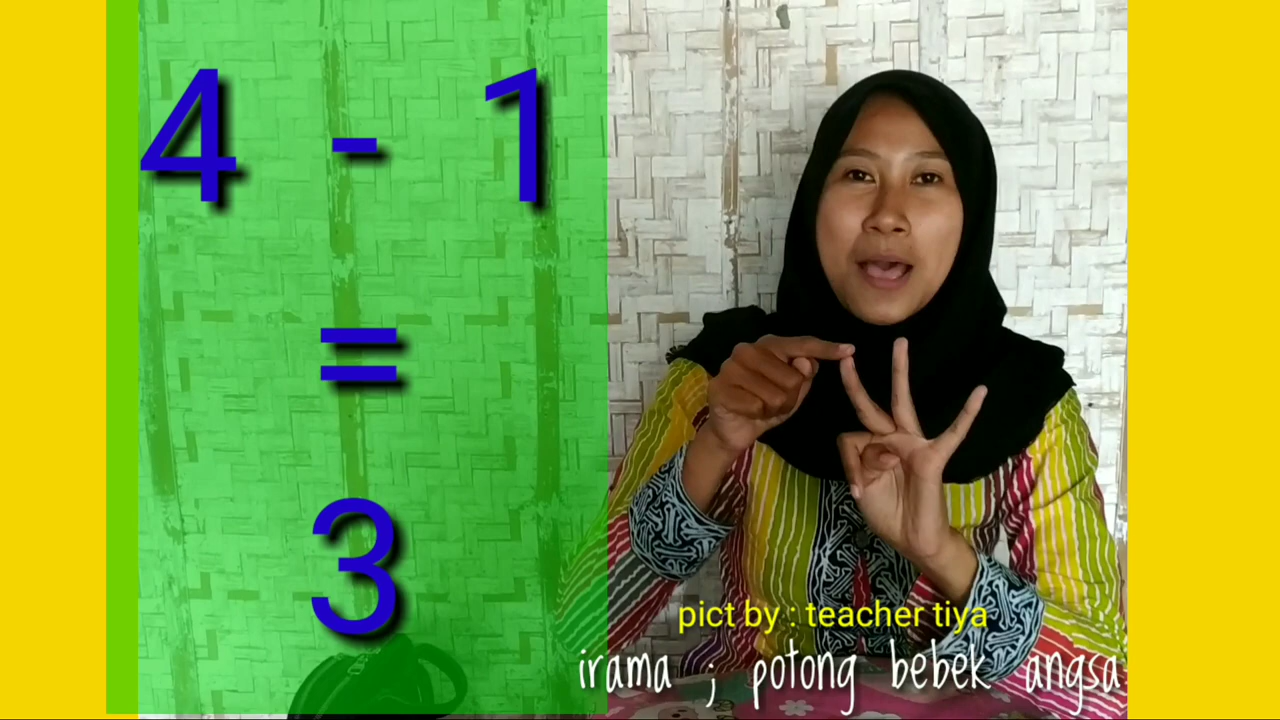 4 - 1
=
3
pict by : teacher tiya
irama ; potong bebek angsa